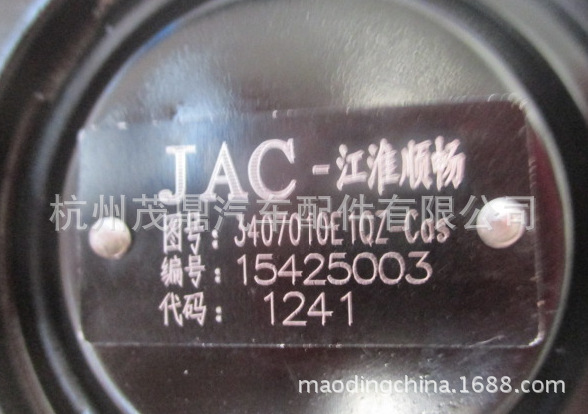 JAC - 江淮顺畅
杭州茂鼎汽车配件有限公司
图号: 3407010E1QZ-Cds
编号: 15425003
代码: 1241
maodingchina.1688.com